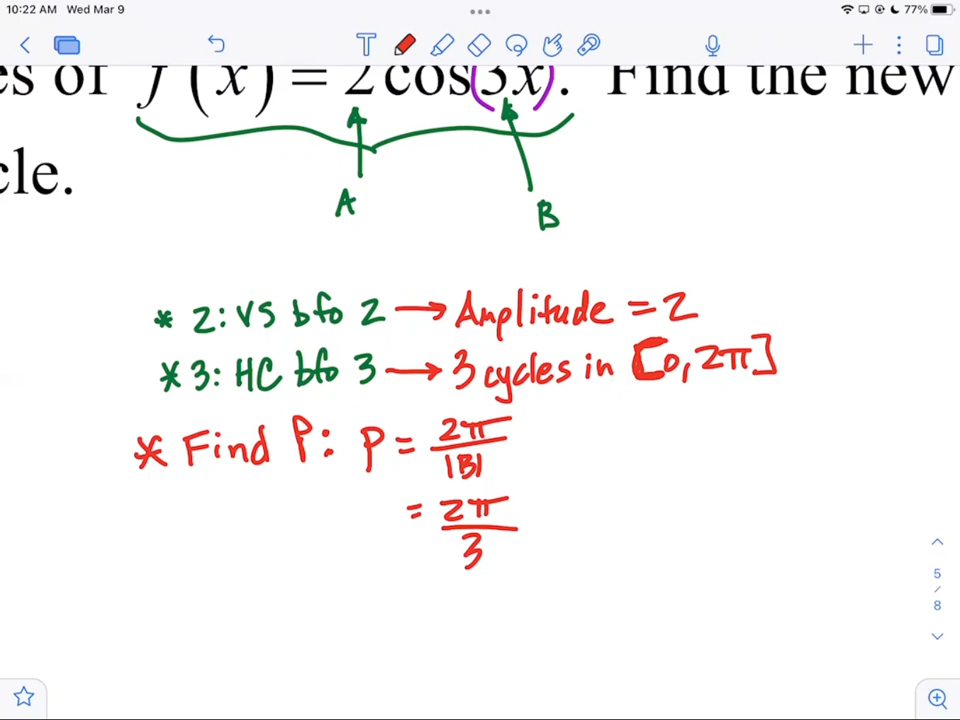 10:22 AM Wed Mar 9
77%
T
es of f(x) = 2cos(3x). Find the new
cle.
A
B
* 2: VS bfo 2 → Amplitude = 2
* 3: HC bfo 3 → 3 cycles in [0, 2π]
* Find P: P = 2π/|B|
= 2π/3
5
/
8